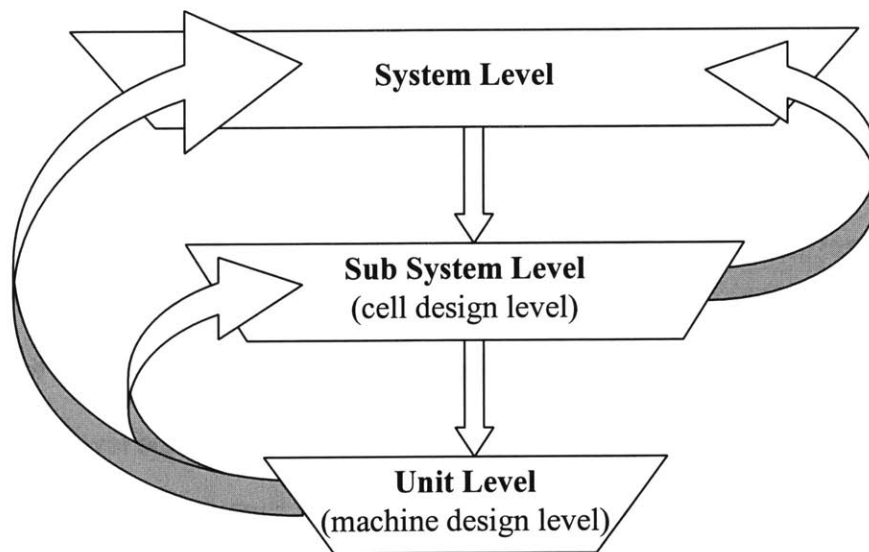 System Level
Sub System Level
(cell design level)
Unit Level
(machine design level)